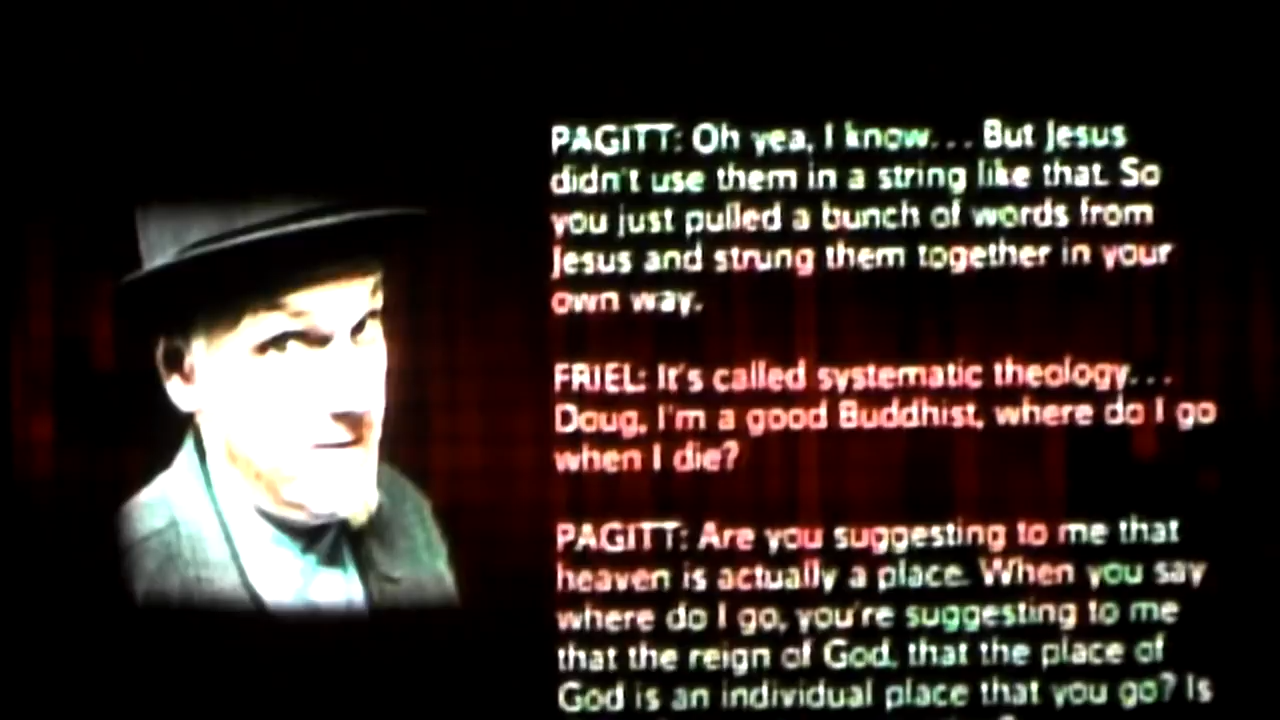 PAGITT: Oh yea, I know... But Jesus
didn't use them in a string like that. So
you just pulled a bunch of words from
Jesus and strung them together in your
own way.
FRIEL: It's called systematic theology...
Doug, I'm a good Buddhist, where do I go
when I die?
PAGITT: Are you suggesting to me that
heaven is actually a place. When you say
where do I go, you're suggesting to me
that the reign of God, that the place of
God is an individual place that you go? Is